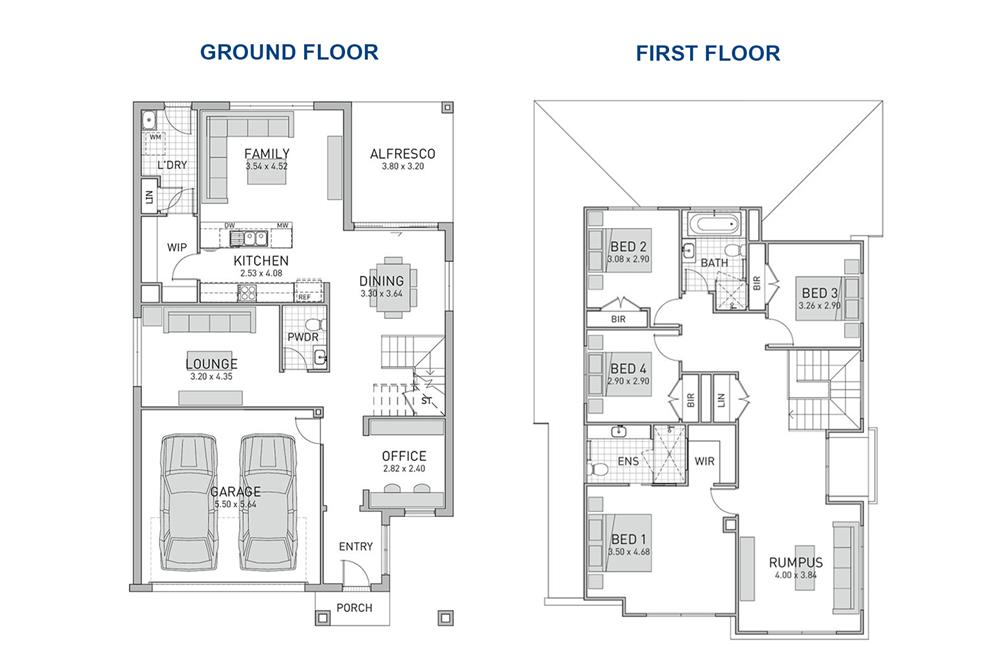 GROUND FLOOR
WM
L'DRY
LIN
WIP
FAMILY
3.54 x 4.52
ALFRESCO
3.80 x 3.20
DW
MW
KITCHEN
2.53 x 4.08
REF
DINING
3.30 x 3.64
PWDR
LOUNGE
3.20 x 4.35
ST
OFFICE
2.82 x 2.40
GARAGE
5.50 x 5.64
ENTRY
PORCH
FIRST FLOOR
BED 2
3.08 x 2.90
BATH
BIR
BED 3
3.26 x 2.90
BIR
BED 4
2.90 x 2.90
BIR
LIN
ENS
WIR
BED 1
3.50 x 4.68
RUMPUS
4.00 x 3.84